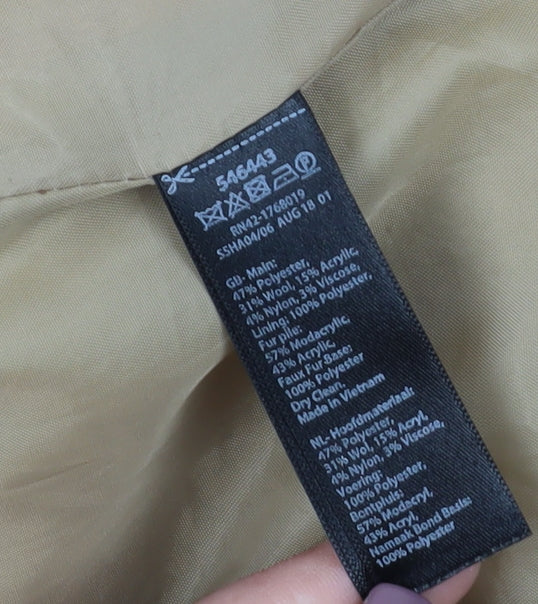 546443
RN42-1768019
SSHA04/06 AUG 18 01
GB- Main:
47% Polyester,
31% Wool, 15% Acrylic,
4% Nylon, 3% Viscose,
Lining: 100% Polyester,
Fur pile:
57% Modacrylic,
43% Acrylic,
Faux Fur Base:
100% Polyester
Dry Clean.
Made in Vietnam
NL- Hoofdmateriaal:
47% Polyester,
31% Wol, 15% Acryl,
4% Nylon, 3% Viscose,
Voering:
100% Polyester,
Bontpluis:
57% Modacryl,
43% Acryl,
Namaak Bond Basis:
100% Polyester